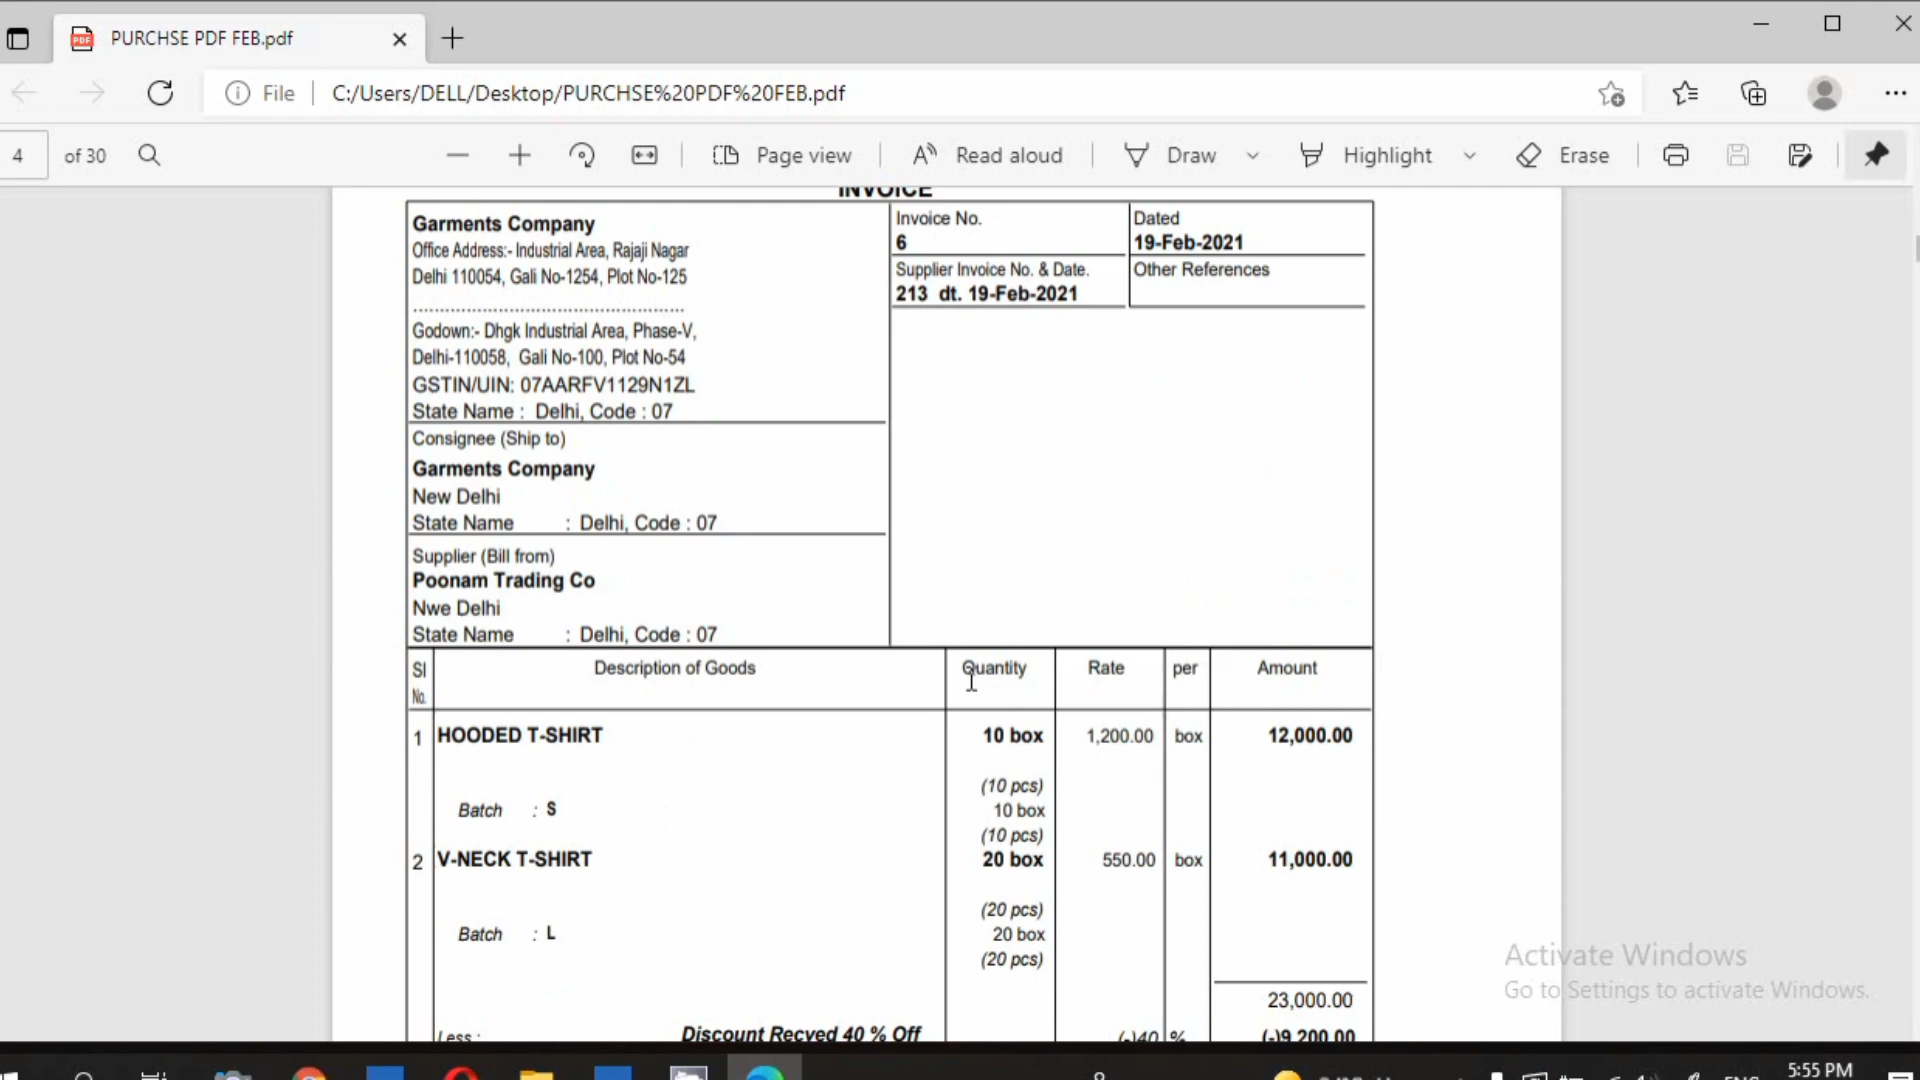 PURCHSE PDF FEB.pdf
File C:/Users/DELL/Desktop/PURCHSE%20PDF%20FEB.pdf
4 of 30 Page view Read aloud Draw Highlight Erase
INVOICE
Garments Company
Office Address:- Industrial Area, Rajaji Nagar
Delhi 110054, Gali No-1254, Plot No-125
....................................................
Godown:- Dhgk Industrial Area, Phase-V,
Delhi-110058, Gali No-100, Plot No-54
GSTIN/UIN: 07AARFV1129N1ZL
State Name : Delhi, Code : 07
Invoice No.
6
Dated
19-Feb-2021
Supplier Invoice No. & Date.
213 dt. 19-Feb-2021
Other References
Consignee (Ship to)
Garments Company
New Delhi
State Name : Delhi, Code : 07
Supplier (Bill from)
Poonam Trading Co
Nwe Delhi
State Name : Delhi, Code : 07
Sl No. Description of Goods Quantity Rate per Amount
1 HOODED T-SHIRT 10 box 1,200.00 box 12,000.00
(10 pcs)
Batch : S 10 box
(10 pcs)
2 V-NECK T-SHIRT 20 box 550.00 box 11,000.00
(20 pcs)
Batch : L 20 box
(20 pcs)
23,000.00
Less : Discount Recved 40 % Off (-)40 % (-)9,200.00
Activate Windows
Go to Settings to activate Windows.
5:55 PM